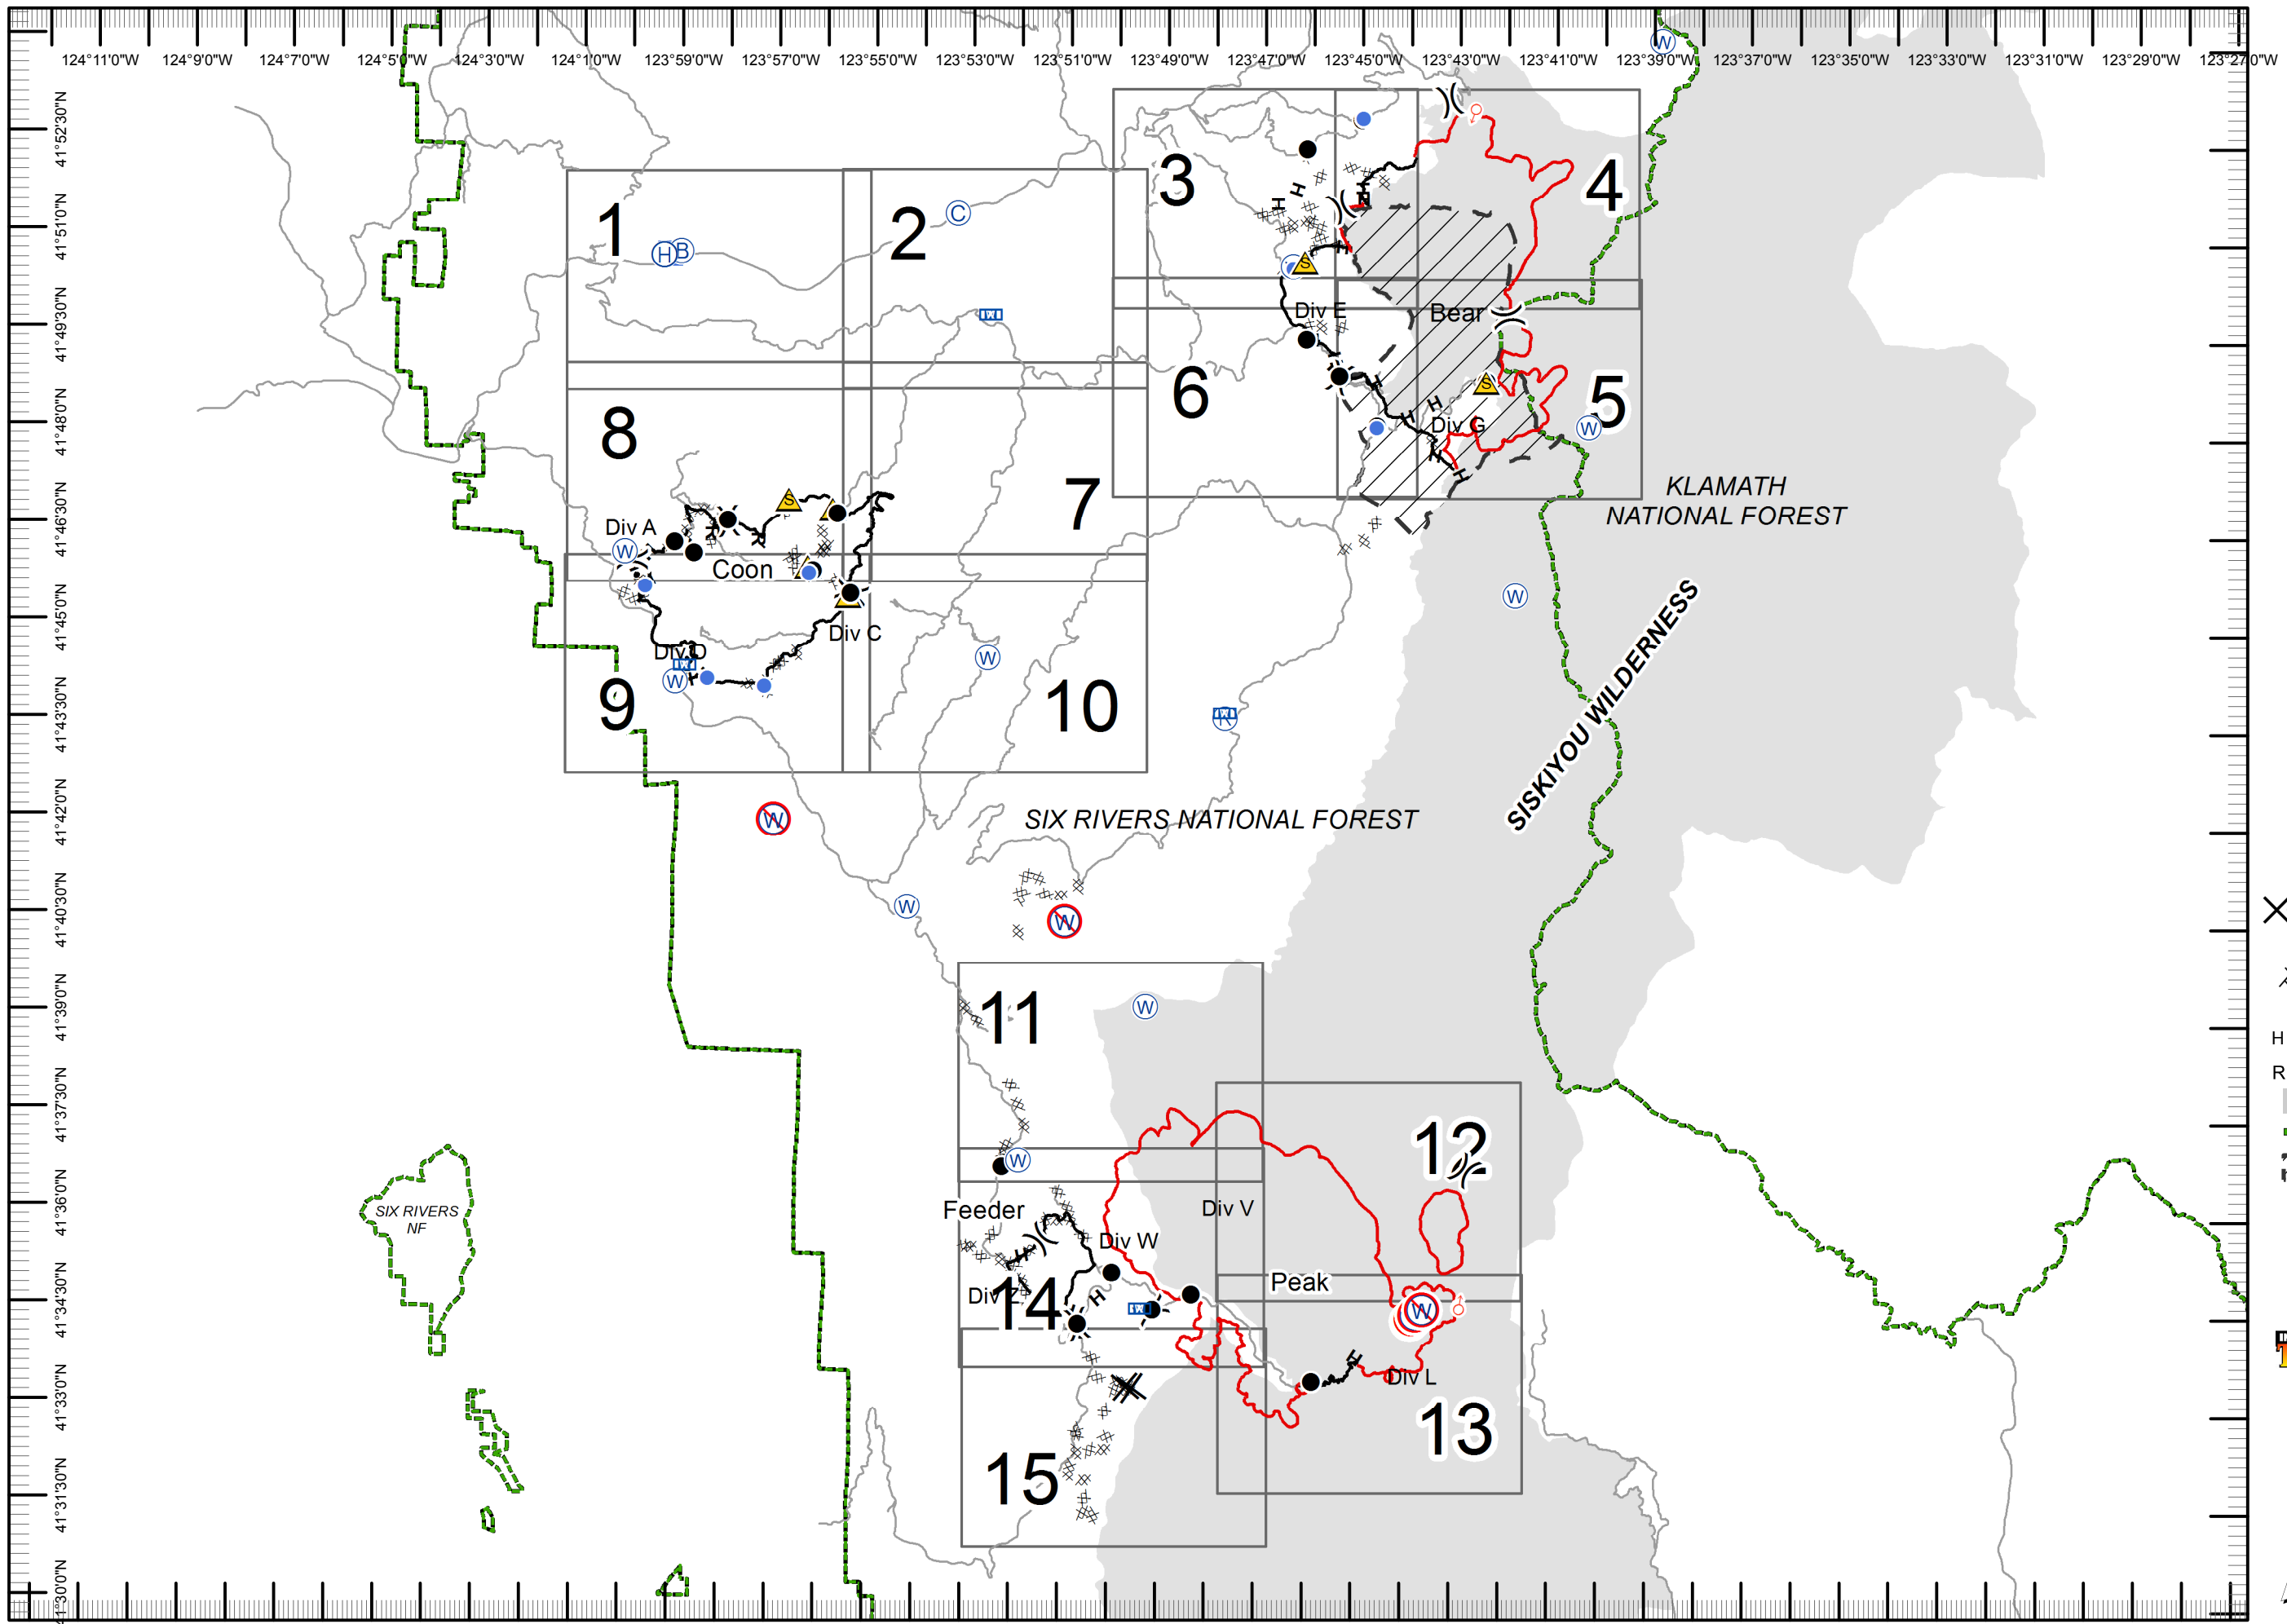 124°11'0"W 124°9'0"W 124°7'0"W 124°5'0"W 124°3'0"W 124°1'0"W 123°59'0"W 123°57'0"W 123°55'0"W 123°53'0"W 123°51'0"W 123°49'0"W 123°47'0"W 123°45'0"W 123°43'0"W 123°41'0"W 123°39'0"W 123°37'0"W 123°35'0"W 123°33'0"W 123°31'0"W 123°29'0"W 123°27'0"W
41°52'30"N
41°51'0"N
41°49'30"N
41°48'0"N
41°46'30"N
41°45'0"N
41°43'30"N
41°42'0"N
41°40'30"N
41°39'0"N
41°37'30"N
41°36'0"N
41°34'30"N
41°33'0"N
41°31'30"N
41°30'0"N
W
3
4
1
2
C
H B
S
Div E
Bear
6
5
S
8
Div G
W
7
KLAMATH
NATIONAL FOREST
S
Div A
W
Coon
W
SISKIYOU WILDERNESS
Div C
Div D
W
W
9
10
R
W
SIX RIVERS NATIONAL FOREST
W
W
11
W
H
R
12
W
SIX RIVERS
NF
Feeder
Div V
Div W
Peak
Div Z
14
W
Div L
13
15